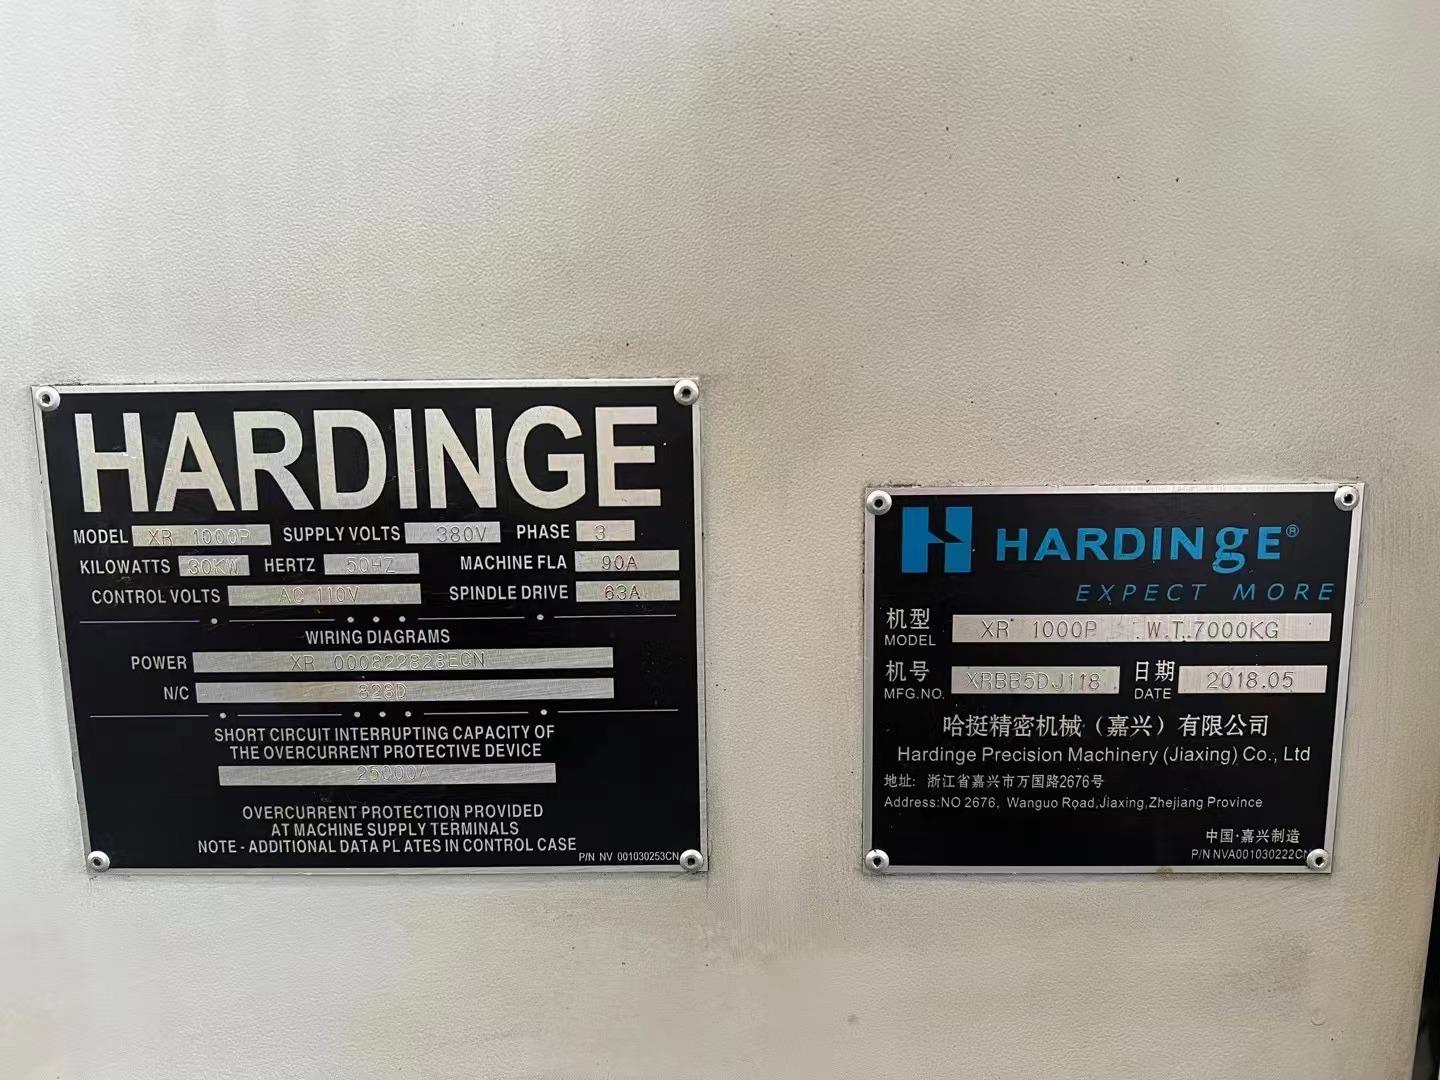 HARDINGE
MODEL XR 1000P SUPPLY VOLTS 380V PHASE 3
KILOWATTS 30KW HERTZ 50HZ MACHINE FLA 90A
CONTROL VOLTS AC 110V SPINDLE DRIVE 63A
WIRING DIAGRAMS
POWER XR 000822828ECN
N/C 828D
SHORT CIRCUIT INTERRUPTING CAPACITY OF
THE OVERCURRENT PROTECTIVE DEVICE
25000A
OVERCURRENT PROTECTION PROVIDED
AT MACHINE SUPPLY TERMINALS
NOTE - ADDITIONAL DATA PLATES IN CONTROL CASE
P/N NV 001030253CN
H HARDINgE®
EXPECT MORE
机型 MODEL XR 1000P W.T.7000KG
机号 MFG.NO. XRBB5DJ118 日期 DATE 2018.05
哈挺精密机械（嘉兴）有限公司
Hardinge Precision Machinery (Jiaxing) Co., Ltd
地址: 浙江省嘉兴市万国路2676号
Address:NO 2676, Wanguo Road,Jiaxing,Zhejiang Province
中国·嘉兴制造
P/N NVA001030222CN